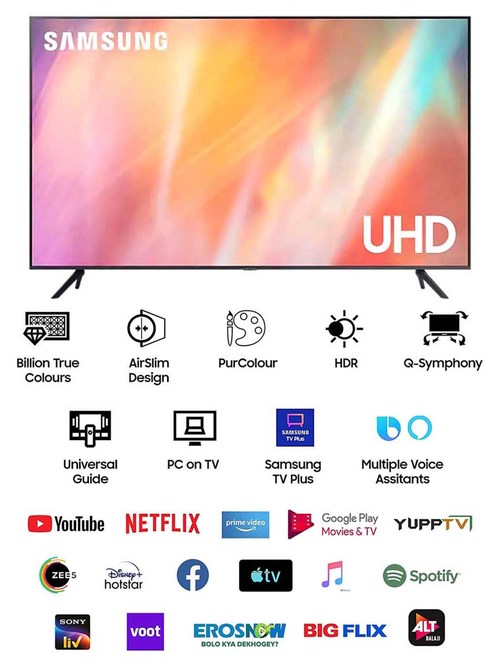 SAMSUNG
UHD
Billion True
Colours
AirSlim
Design
PurColour
HDR
Q-Symphony
Universal
Guide
PC on TV
SAMSUNG
TV Plus
Samsung
TV Plus
Multiple Voice
Assitants
YouTube
NETFLIX
prime video
Google Play
Movies & TV
YUPPTV
ZEE5
Disney+
hotstar
f
tv
Spotify
SONY
liv
voot
EROSNOW
BOLO KYA DEKHOGEY?
BIG FLIX
ALT
BALAJI